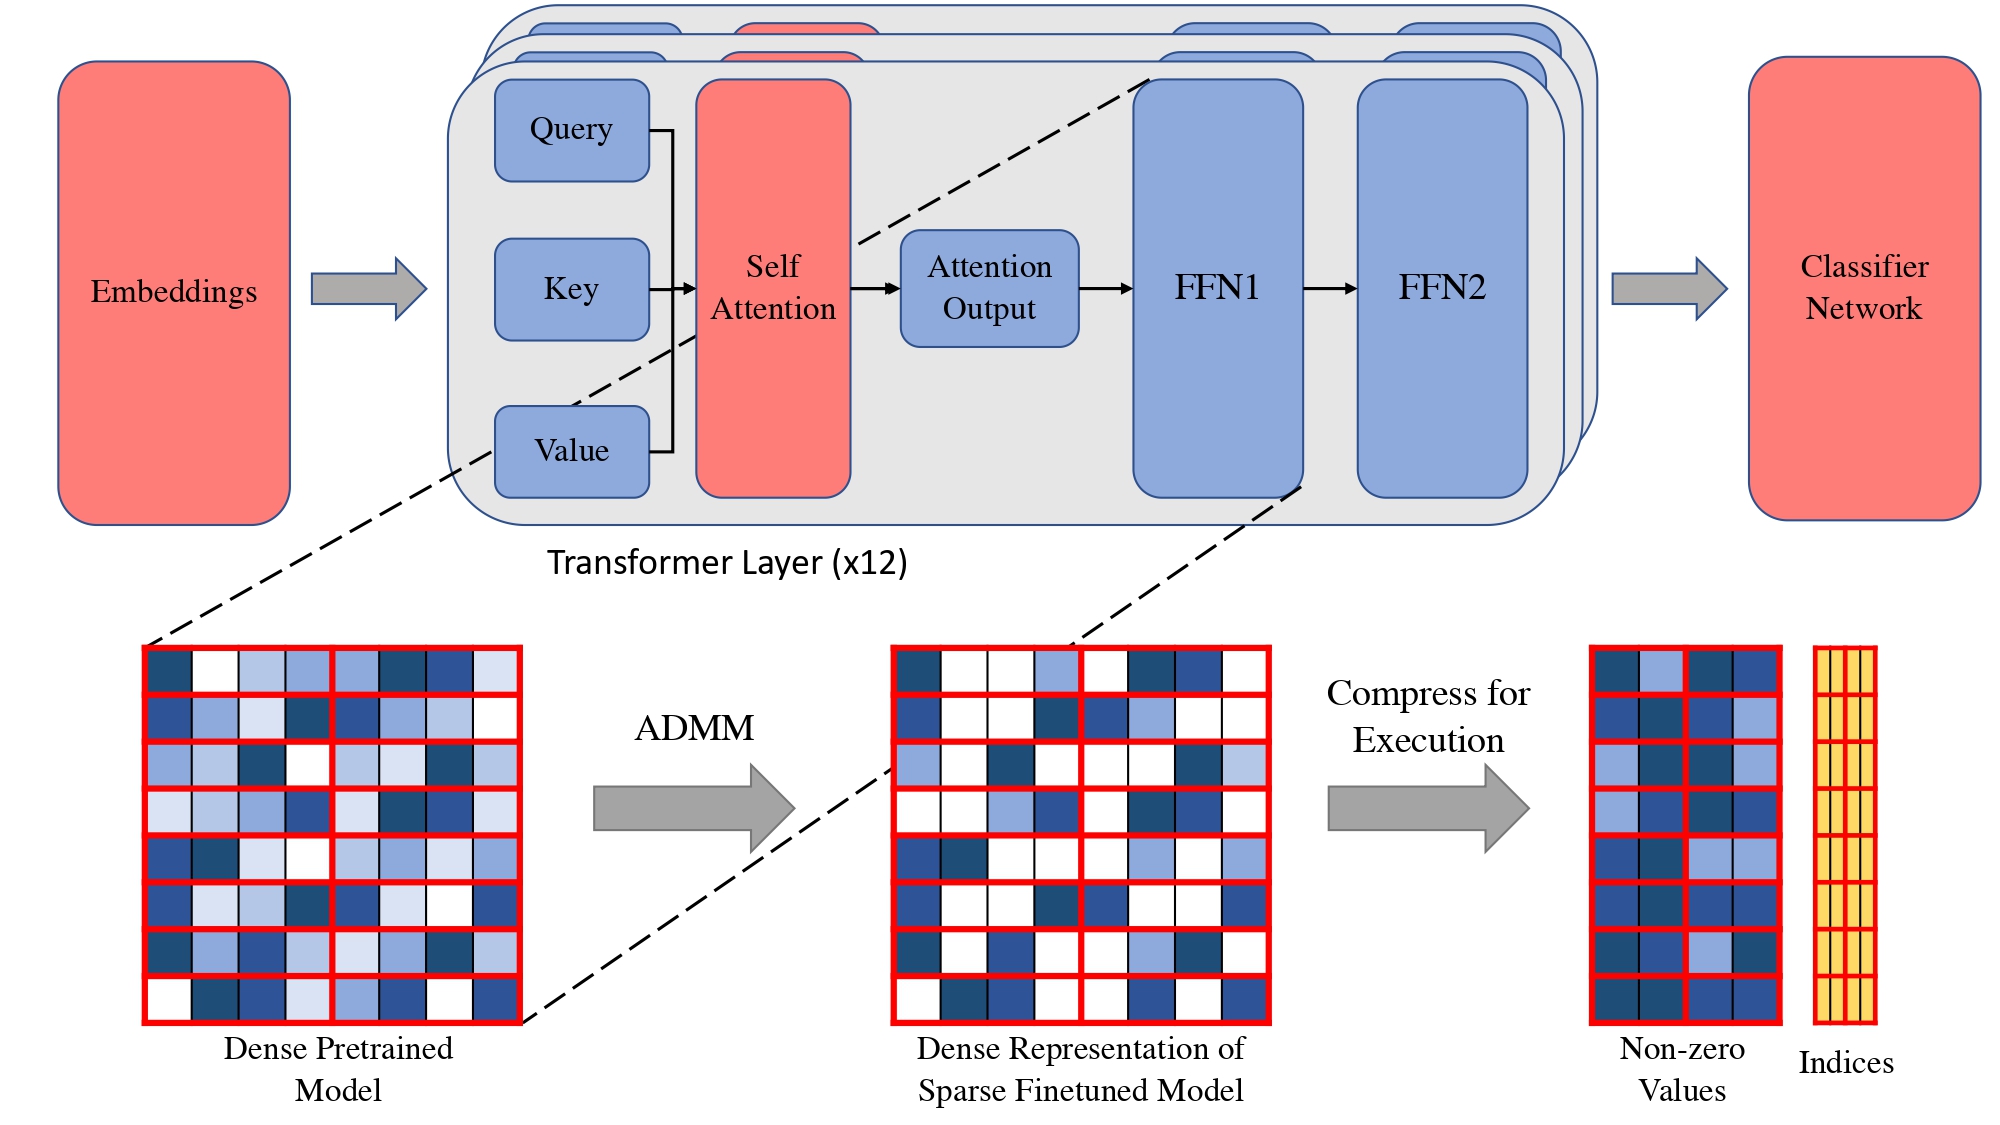 Embeddings
Query
Key
Value
Self
Attention
Attention
Output
FFN1
FFN2
Classifier
Network
Transformer Layer (x12)
ADMM
Compress for
Execution
Dense Pretrained
Model
Dense Representation of
Sparse Finetuned Model
Non-zero
Values
Indices